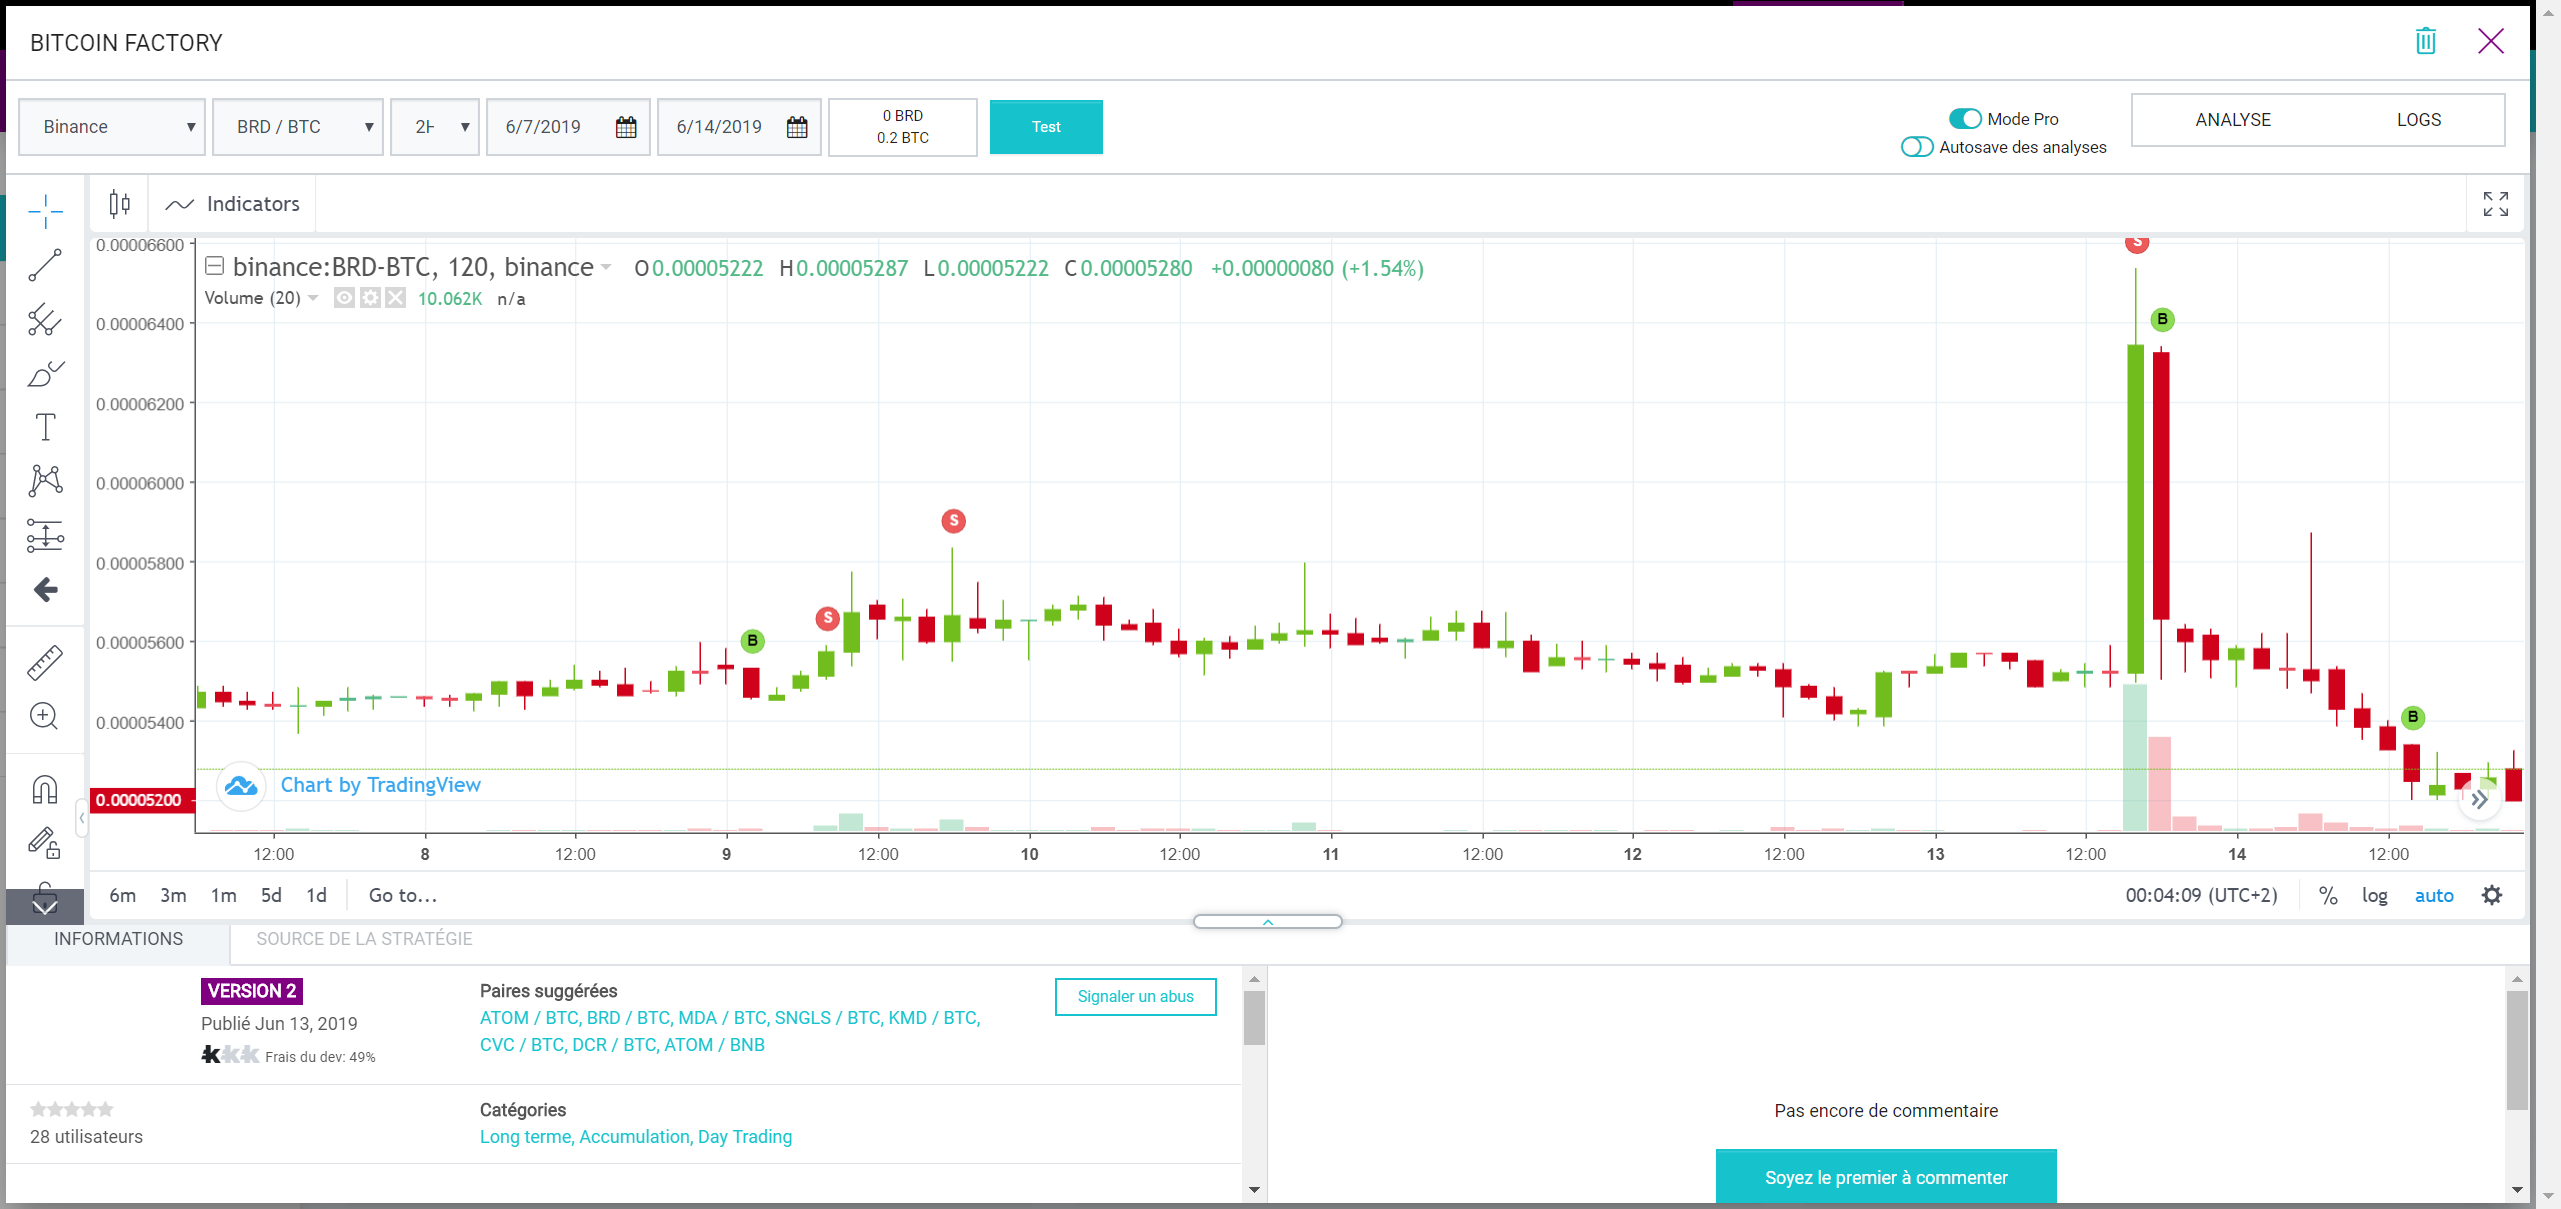 BITCOIN FACTORY
Binance
BRD / BTC
2H
6/7/2019
6/14/2019
0 BRD
0.2 BTC
Test
Mode Pro
Autosave des analyses
ANALYSE
LOGS
Indicators
binance:BRD-BTC, 120, binance O0.00005222 H0.00005287 L0.00005222 C0.00005280 +0.00000080 (+1.54%)
Volume (20) 10.062K n/a
0.00006600
0.00006400
0.00006200
0.00006000
0.00005800
0.00005600
0.00005400
0.00005200
S
B
S
S
B
B
Chart by TradingView
12:00 8 12:00 9 12:00 10 12:00 11 12:00 12 12:00 13 12:00 14 12:00
6m 3m 1m 5d 1d Go to...
00:04:09 (UTC+2) % log auto
INFORMATIONS
SOURCE DE LA STRATÉGIE
VERSION 2
Publié Jun 13, 2019
Frais du dev: 49%
Paires suggérées
ATOM / BTC, BRD / BTC, MDA / BTC, SNGLS / BTC, KMD / BTC,
CVC / BTC, DCR / BTC, ATOM / BNB
Signaler un abus
28 utilisateurs
Catégories
Long terme, Accumulation, Day Trading
Pas encore de commentaire
Soyez le premier à commenter